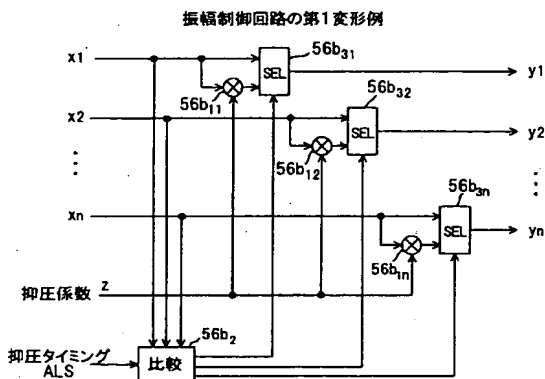 振幅制御回路の第1変形例
x1
56b31
SEL
y1
56b11
x2
56b32
SEL
y2
56b12
⋮
⋮
xn
56b3n
SEL
yn
56b1n
抑圧係数 z
56b2
抑圧タイミング
ALS
比較